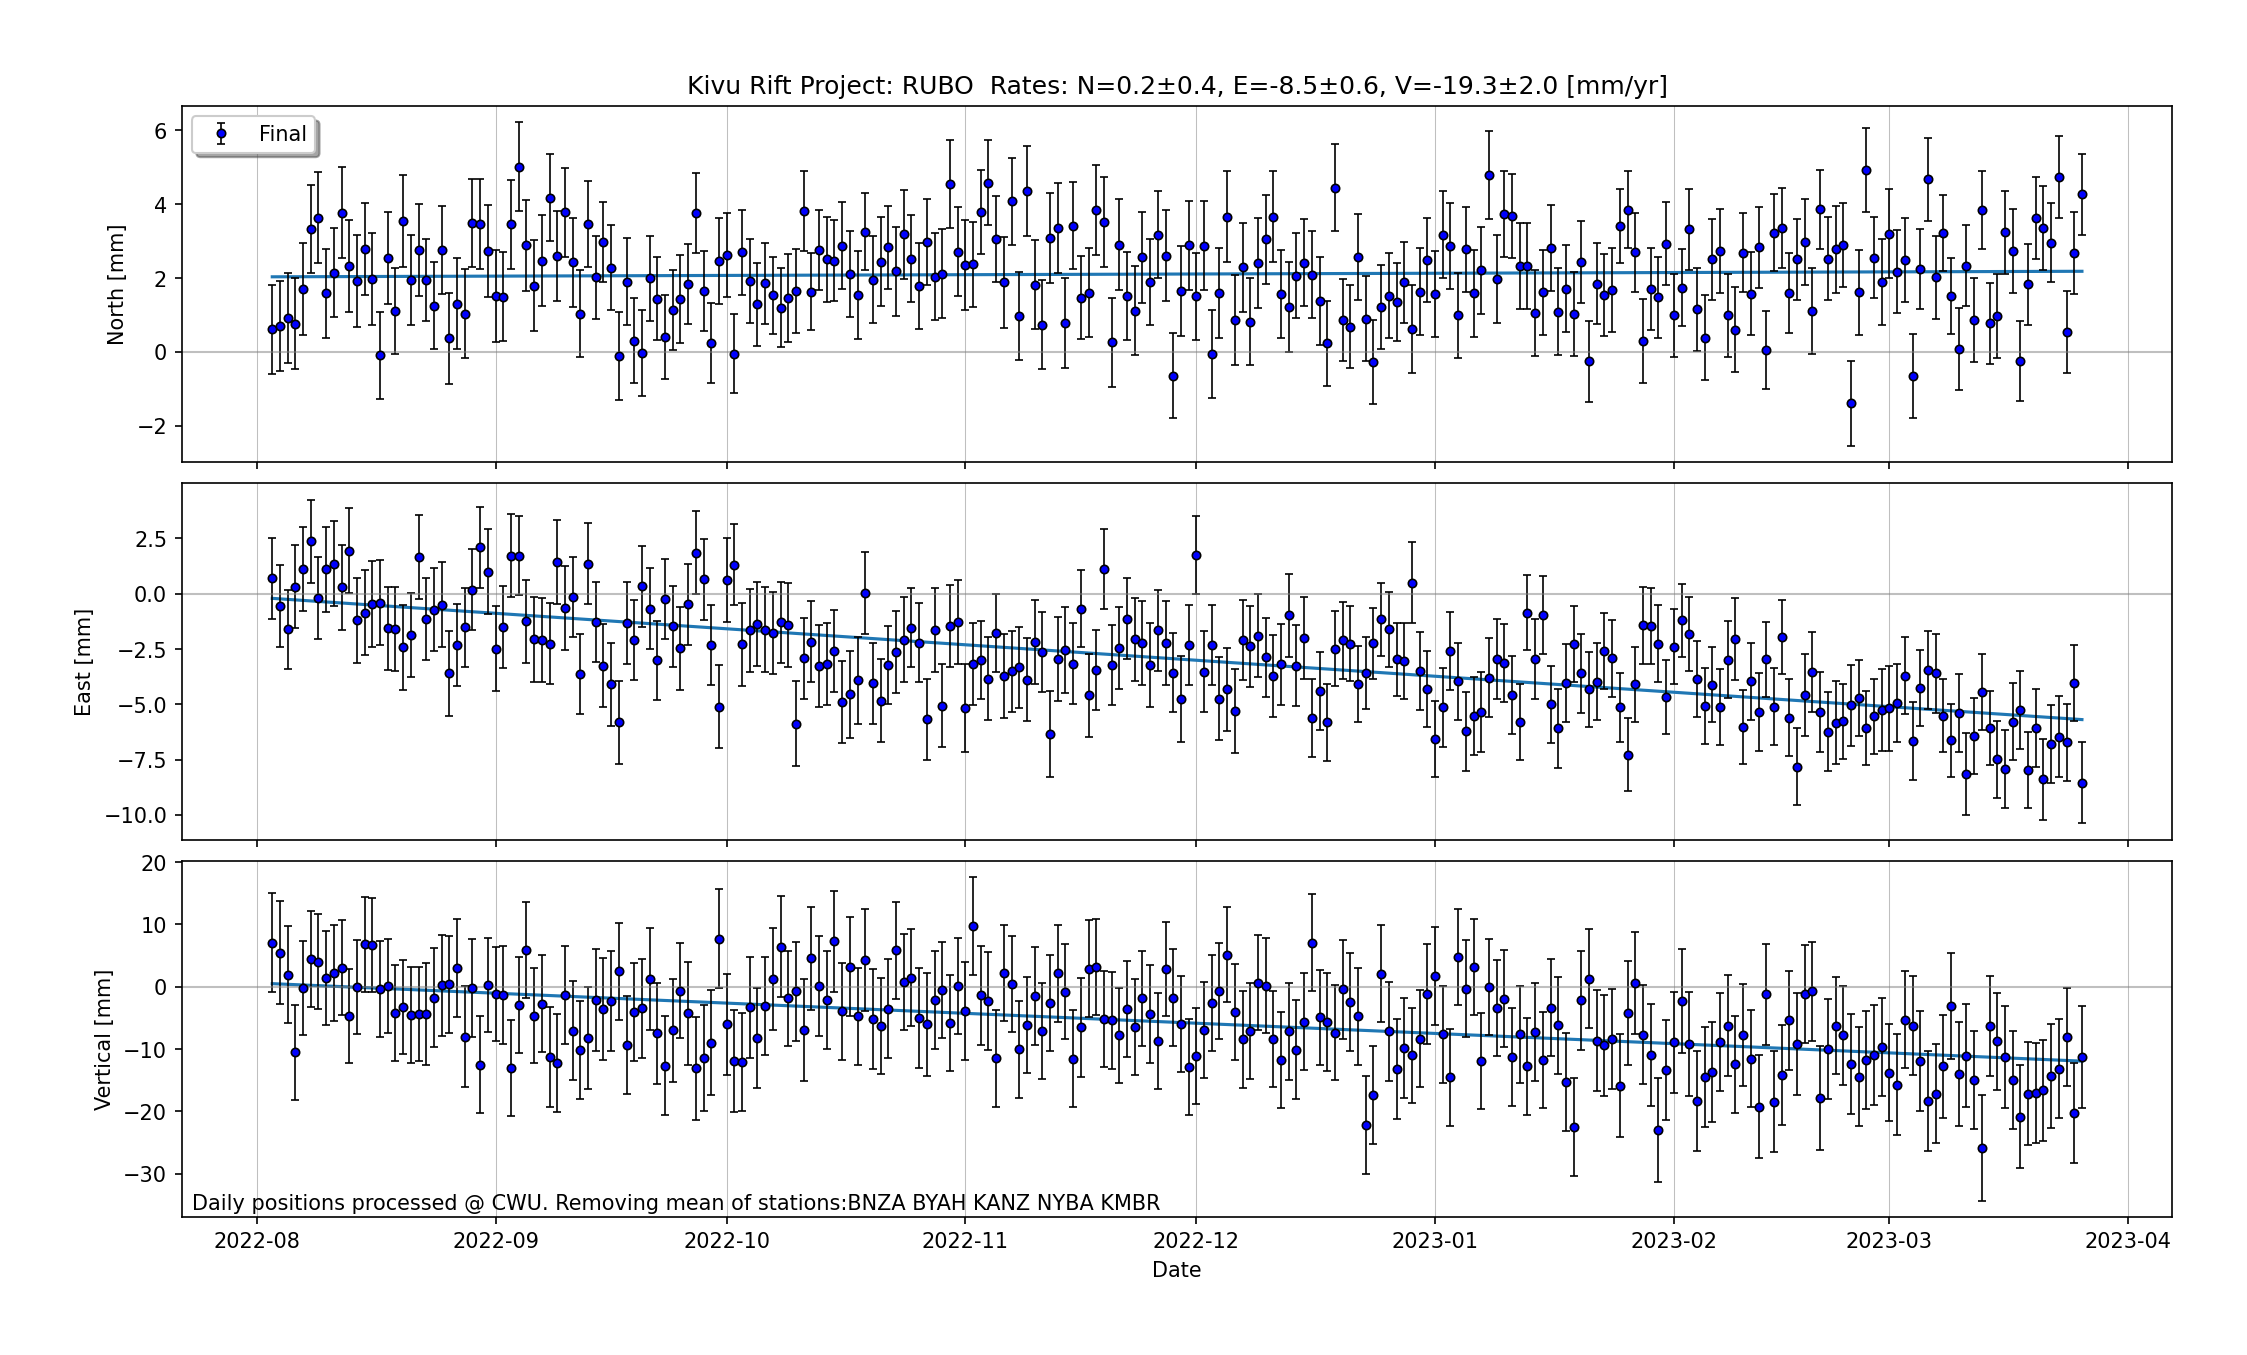 Kivu Rift Project: RUBO  Rates: N=0.2±0.4, E=-8.5±0.6, V=-19.3±2.0 [mm/yr]
Final
6
4
2
0
−2
North [mm]
2.5
0.0
−2.5
−5.0
−7.5
−10.0
East [mm]
20
10
0
−10
−20
−30
Vertical [mm]
Daily positions processed @ CWU. Removing mean of stations:BNZA BYAH KANZ NYBA KMBR
2022-08 2022-09 2022-10 2022-11 2022-12 2023-01 2023-02 2023-03 2023-04
Date